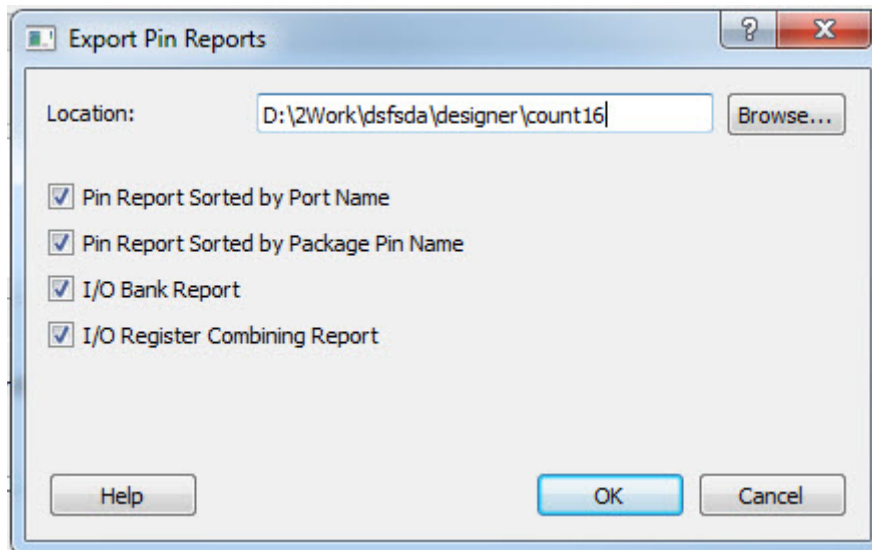 Export Pin Reports
Location: D:\2Work\dsfsda\designer\count16 Browse...
Pin Report Sorted by Port Name
Pin Report Sorted by Package Pin Name
I/O Bank Report
I/O Register Combining Report
Help OK Cancel